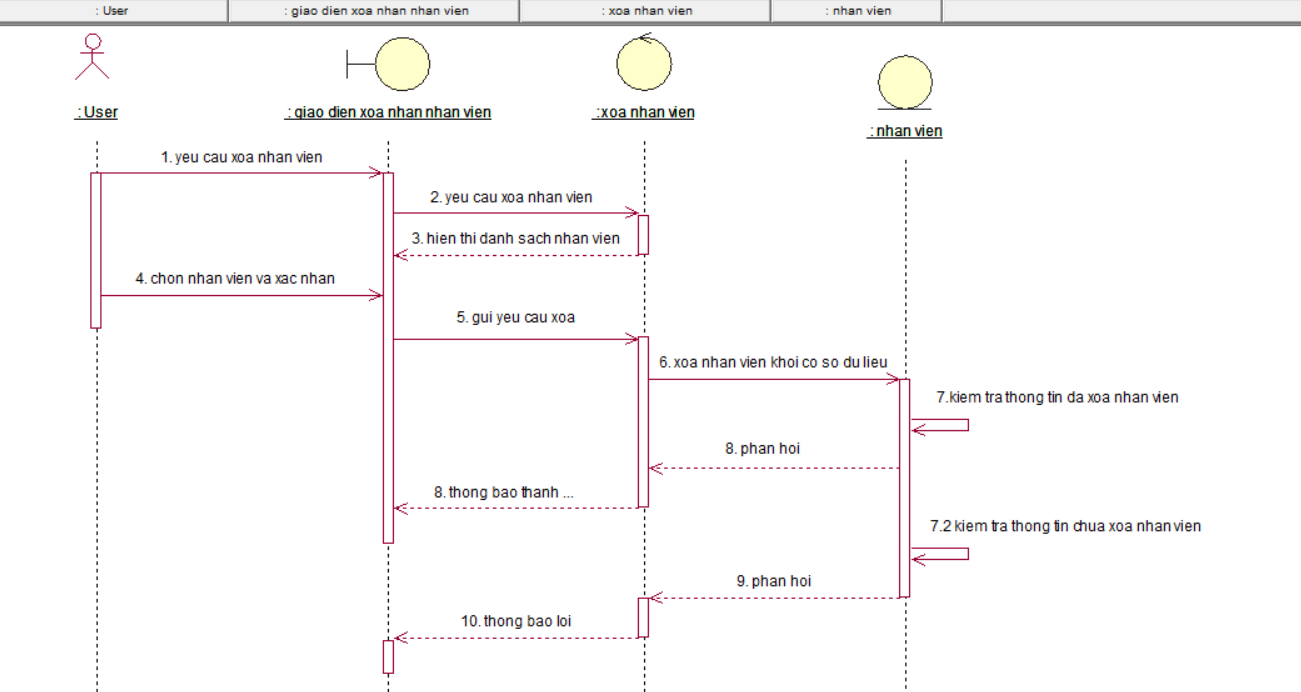 : User
: giao dien xoa nhan nhan vien
: xoa nhan vien
: nhan vien
: User
: giao dien xoa nhan nhan vien
:xoa nhan vien
: nhan vien
1. yeu cau xoa nhan vien
2. yeu cau xoa nhan vien
3. hien thi danh sach nhan vien
4. chon nhan vien va xac nhan
5. gui yeu cau xoa
6. xoa nhan vien khoi co so du lieu
7.kiem tra thong tin da xoa nhan vien
8. phan hoi
8. thong bao thanh ...
7.2 kiem tra thong tin chua xoa nhan vien
9. phan hoi
10. thong bao loi